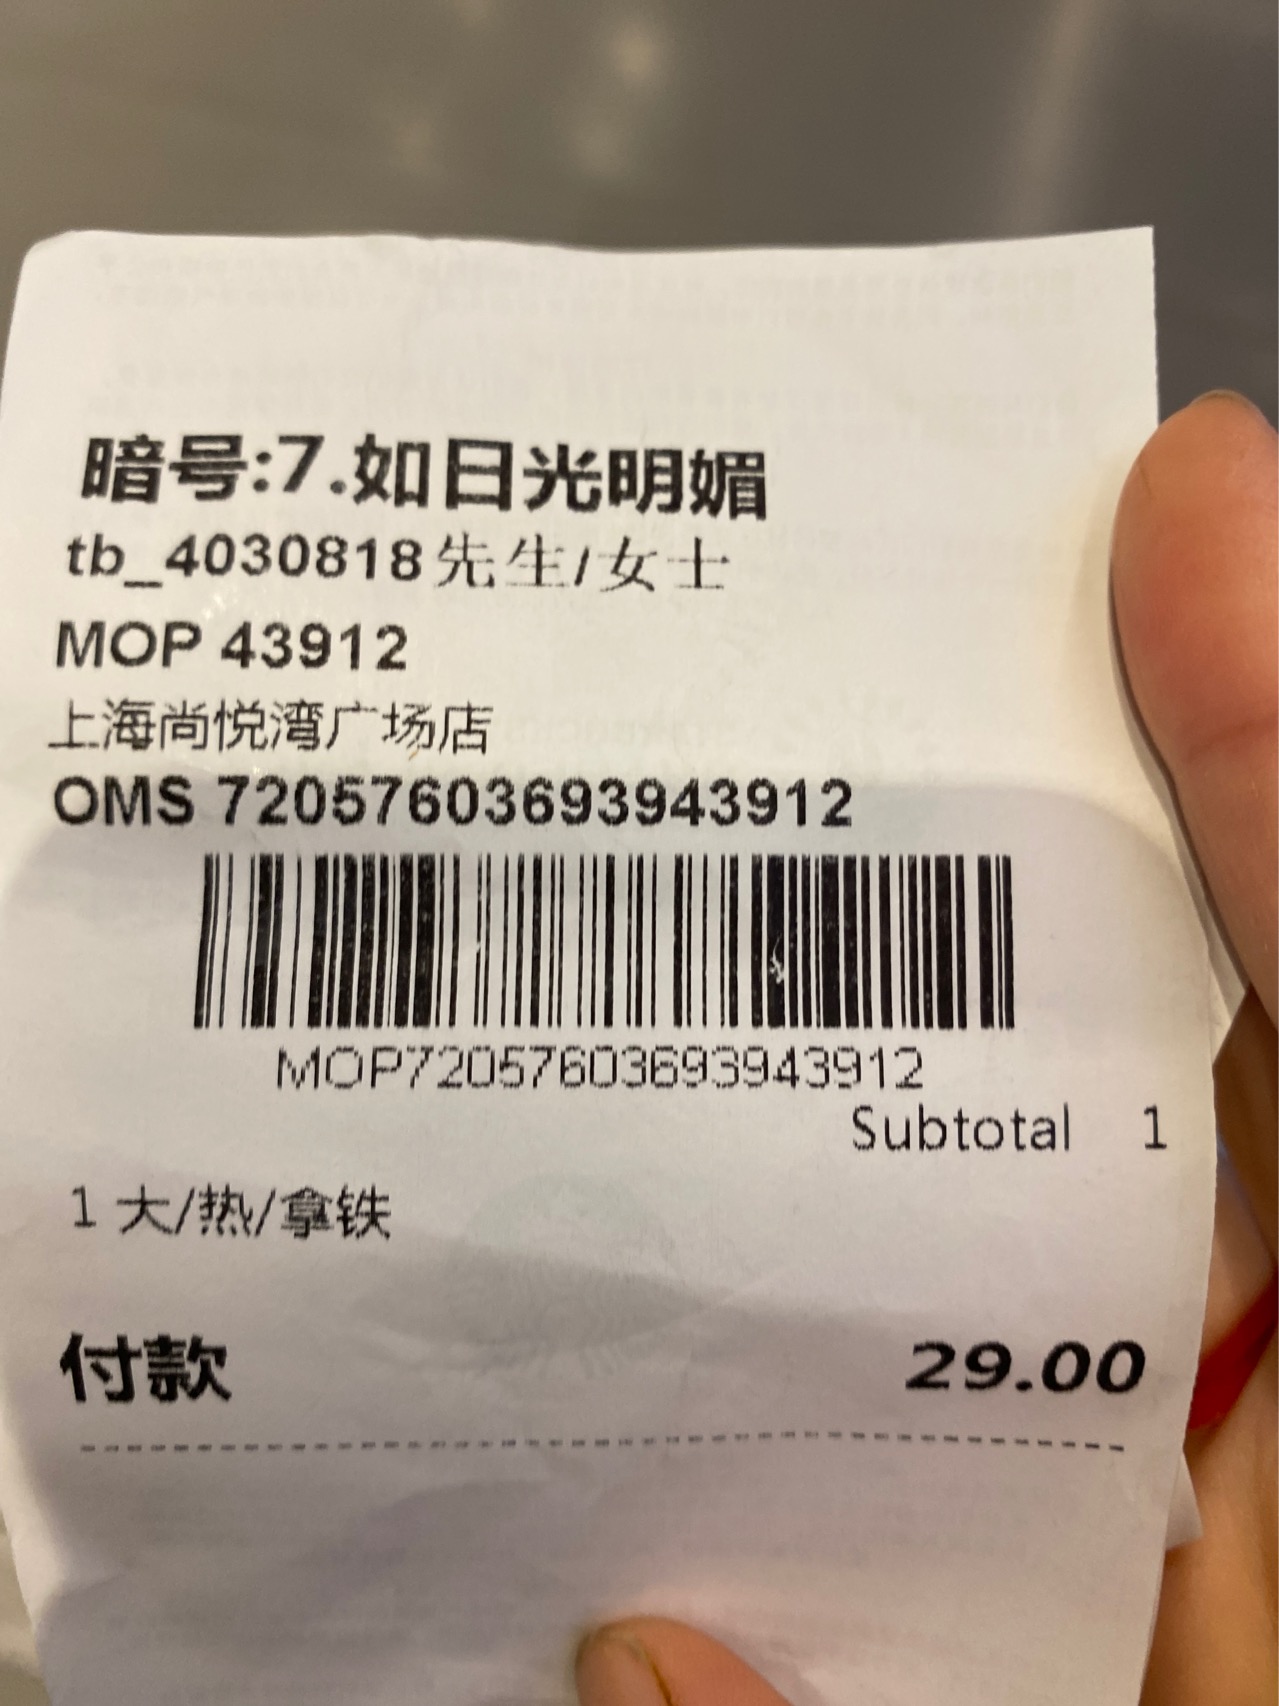 暗号:7.如日光明媚
tb_4030818先生/女士
MOP 43912
上海尚悦湾广场店
OMS 72057603693943912
MOP72057603693943912
Subtotal 1
1 大/热/拿铁
付款 29.00